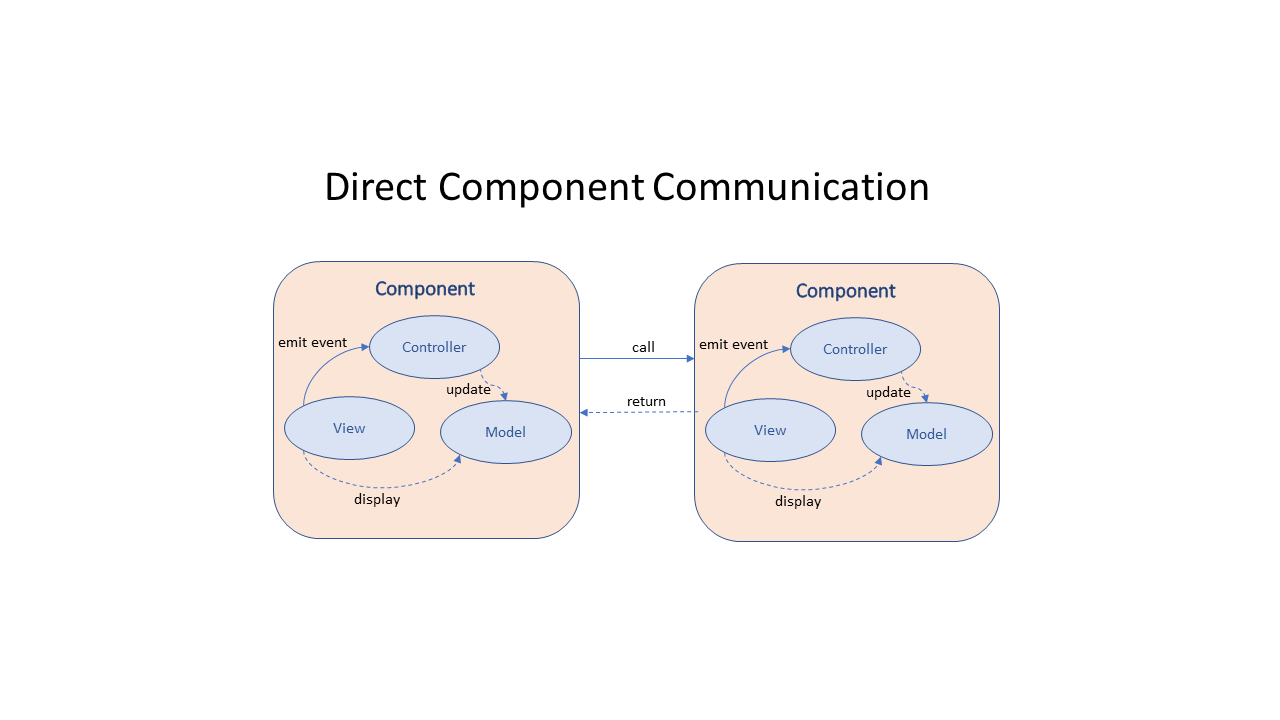 Direct Component Communication
Component
emit event
Controller
update
View
Model
display
call
return
Component
emit event
Controller
update
View
Model
display